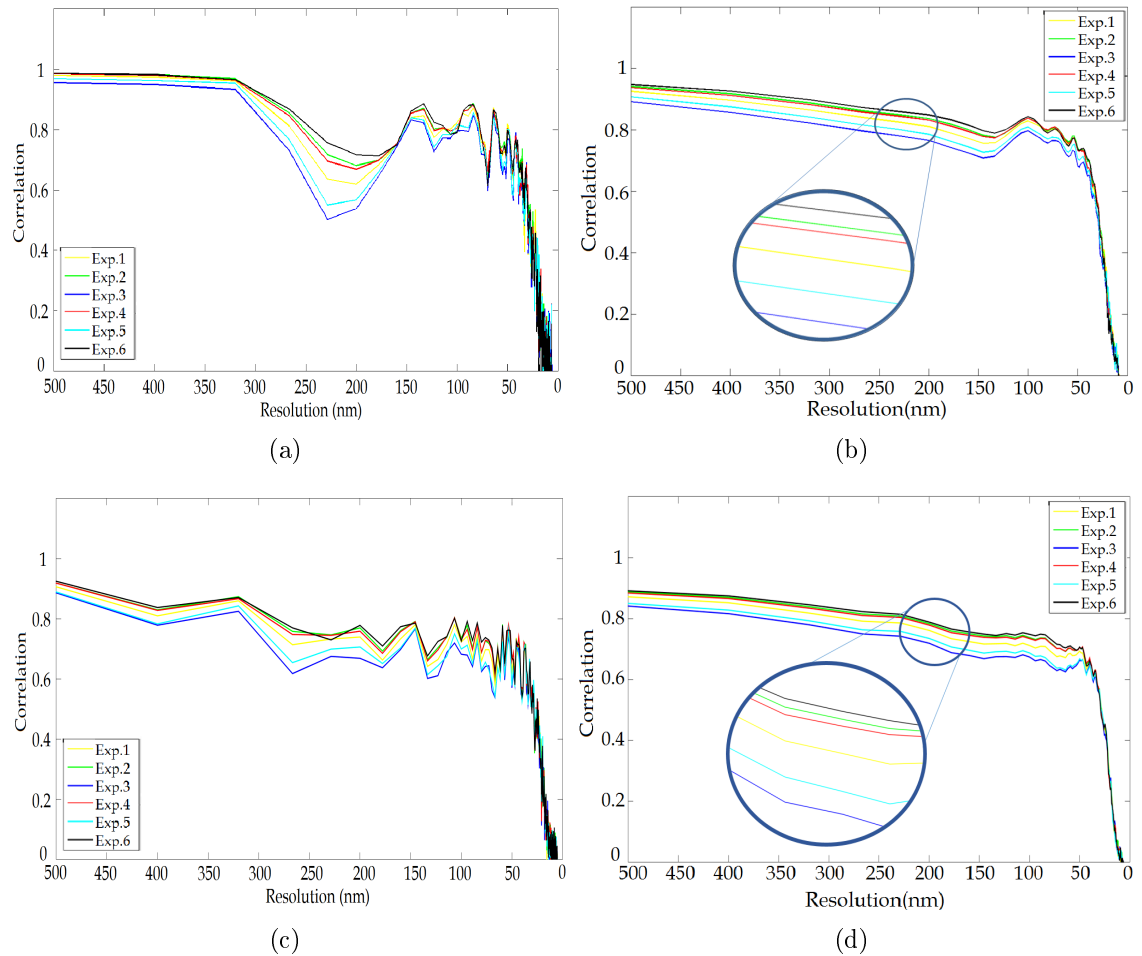 1
0.8
0.6
0.4
0.2
0
Correlation
Exp.1
Exp.2
Exp.3
Exp.4
Exp.5
Exp.6
500 450 400 350 300 250 200 150 100 50 0
Resolution (nm)
(a)
1
0.8
0.6
0.4
0.2
0
Correlation
Exp.1
Exp.2
Exp.3
Exp.4
Exp.5
Exp.6
500 400 350 300 250 200 150 100 50 0
Resolution(nm)
(b)
1
0.8
0.6
0.4
0.2
0
Correlation
Exp.1
Exp.2
Exp.3
Exp.4
Exp.5
Exp.6
500 450 400 350 300 250 200 150 100 50 0
Resolution (nm)
(c)
1
0.8
0.6
0.4
0.2
0
Correlation
Exp.1
Exp.2
Exp.3
Exp.4
Exp.5
Exp.6
500 400 350 300 250 200 150 100 50 0
Resolution(nm)
(d)